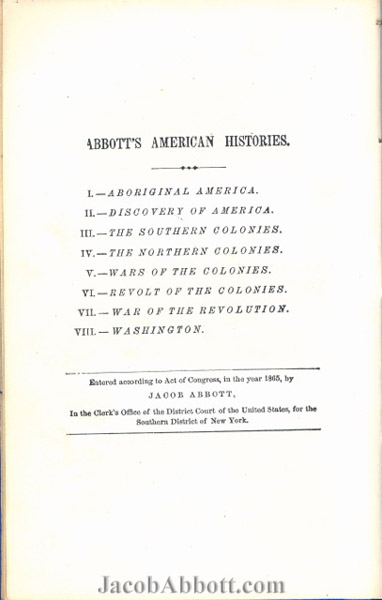 ABBOTT'S AMERICAN HISTORIES.
I.—ABORIGINAL AMERICA.
II.—DISCOVERY OF AMERICA.
III.—THE SOUTHERN COLONIES.
IV.—THE NORTHERN COLONIES.
V.—WARS OF THE COLONIES.
VI.—REVOLT OF THE COLONIES.
VII.—WAR OF THE REVOLUTION.
VIII.—WASHINGTON.
Entered according to Act of Congress, in the year 1865, by
JACOB ABBOTT,
In the Clerk's Office of the District Court of the United States, for the
Southern District of New York.
JacobAbbott.com